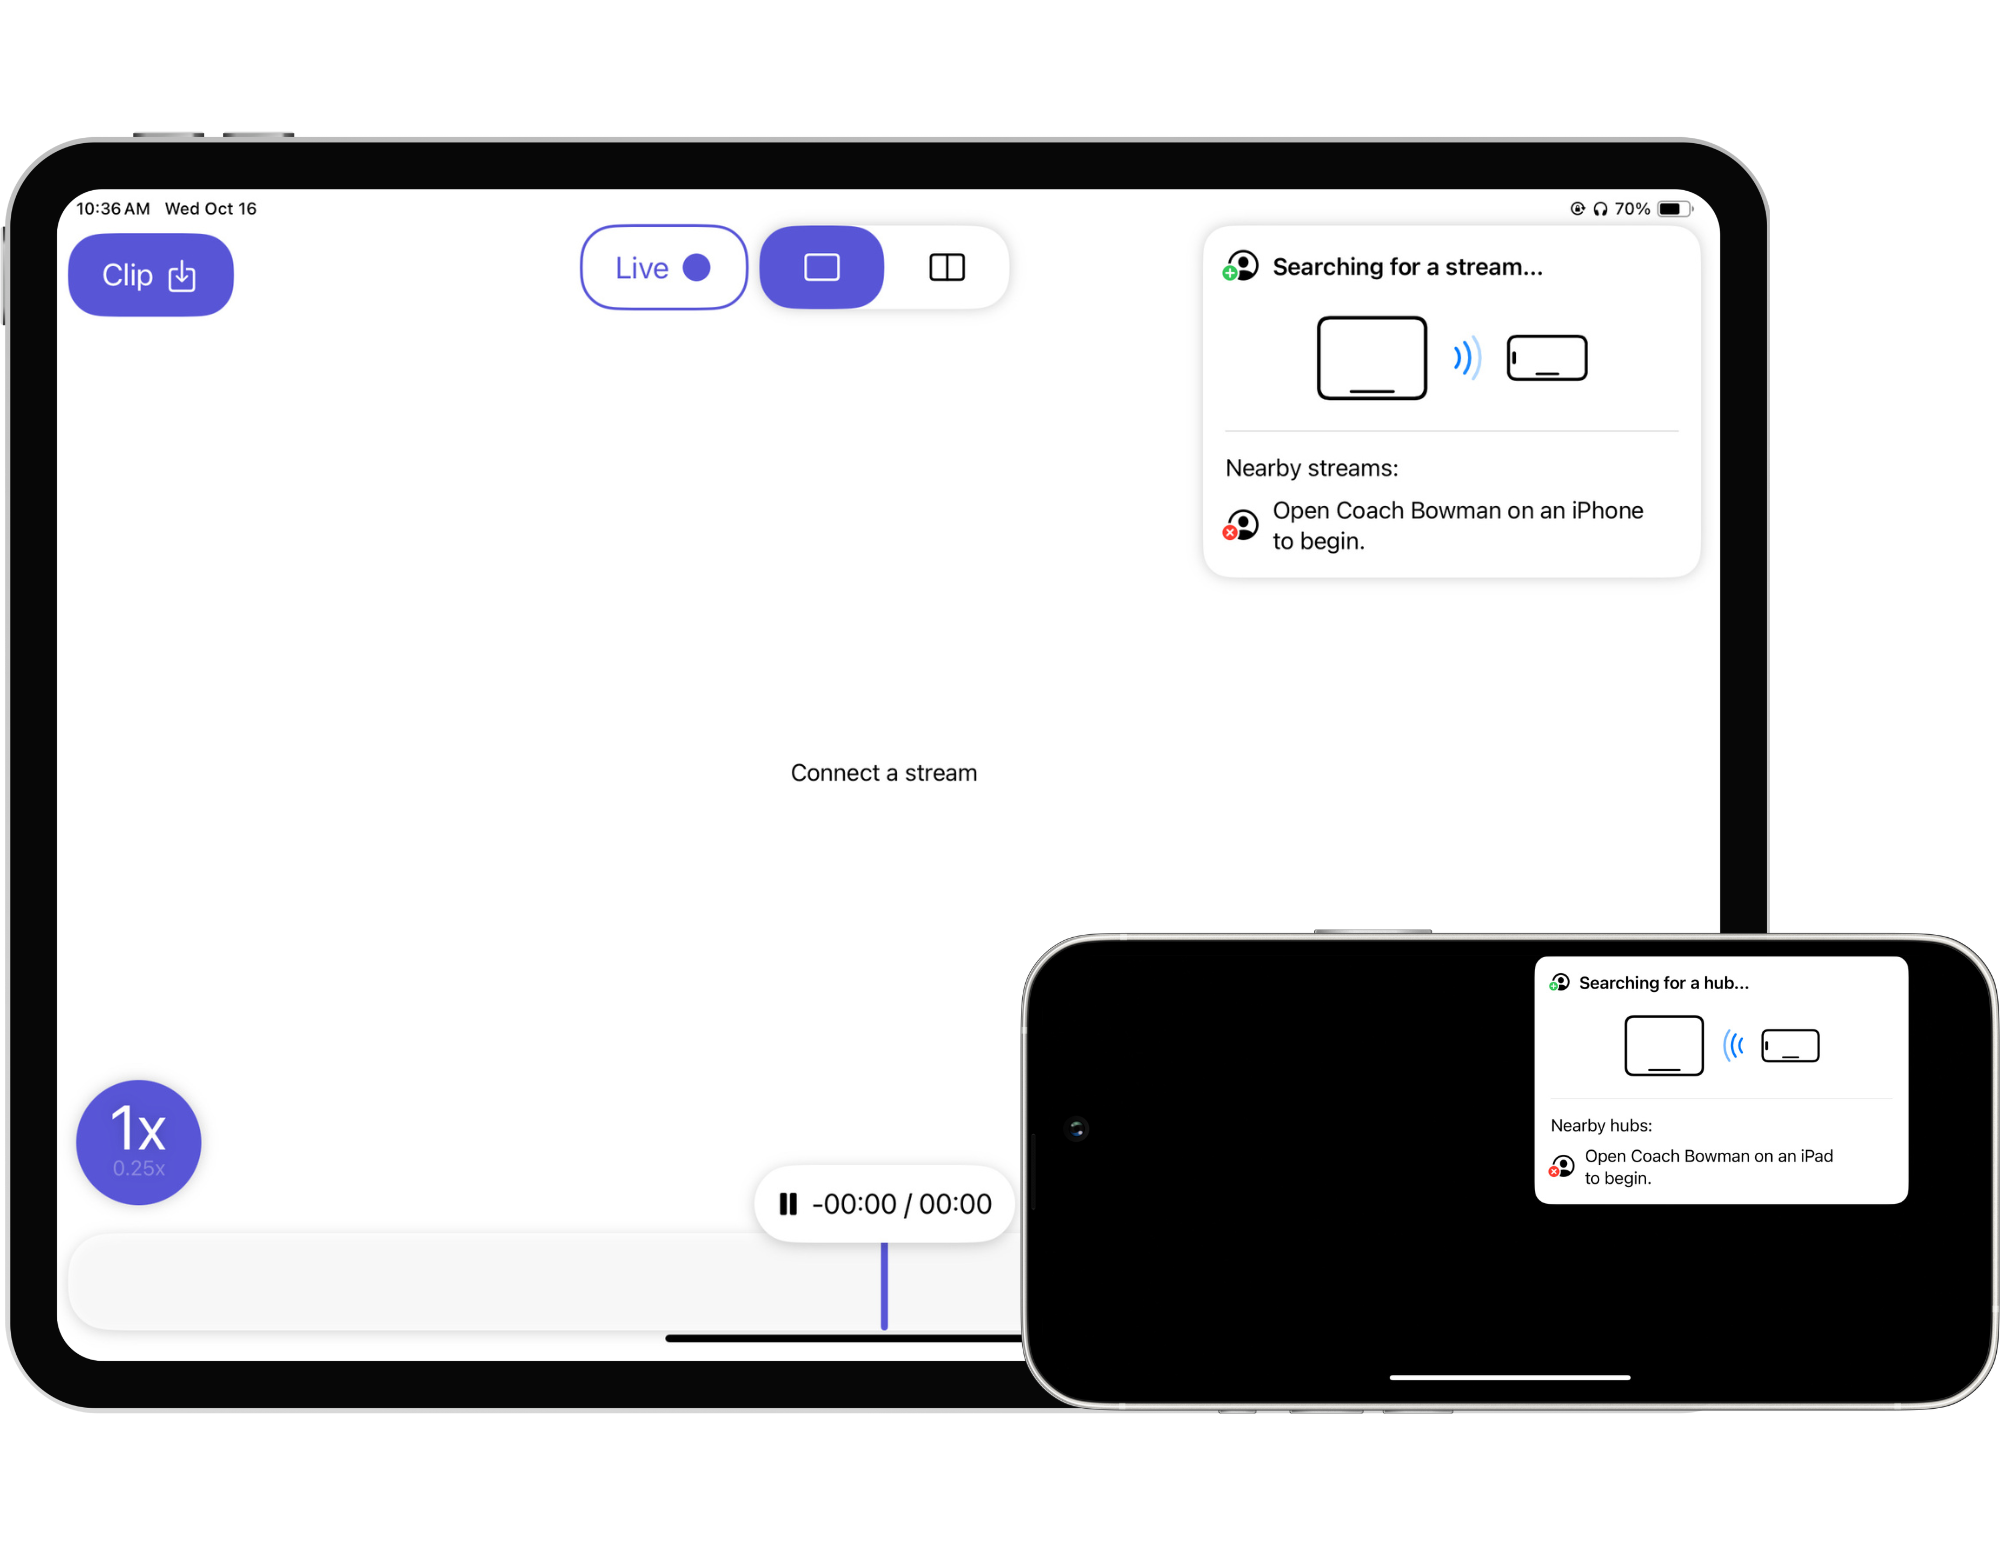 10:36 AM Wed Oct 16
70%
Clip
Live
Searching for a stream...
Nearby streams:
Open Coach Bowman on an iPhone
to begin.
Connect a stream
1x
0.25x
-00:00 / 00:00
Searching for a hub...
Nearby hubs:
Open Coach Bowman on an iPad
to begin.